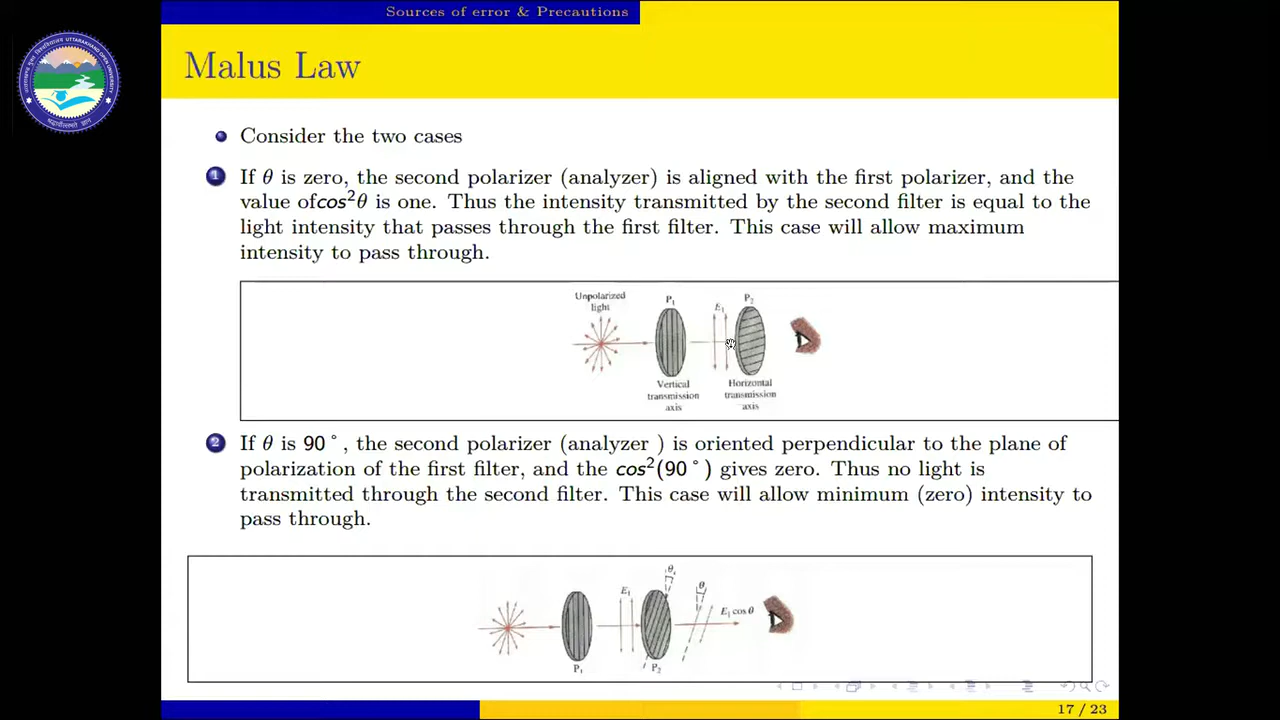 Sources of error & Precautions
Malus Law
Consider the two cases
1 If θ is zero, the second polarizer (analyzer) is aligned with the first polarizer, and the
value ofcos²θ is one. Thus the intensity transmitted by the second filter is equal to the
light intensity that passes through the first filter. This case will allow maximum
intensity to pass through.
Unpolarized
light
P₁
E₁
P₂
Vertical
transmission
axis
Horizontal
transmission
axis
2 If θ is 90°, the second polarizer (analyzer ) is oriented perpendicular to the plane of
polarization of the first filter, and the cos²(90°) gives zero. Thus no light is
transmitted through the second filter. This case will allow minimum (zero) intensity to
pass through.
E₁
θ
θ
E₁ cos θ
P₁
P₂
17 / 23